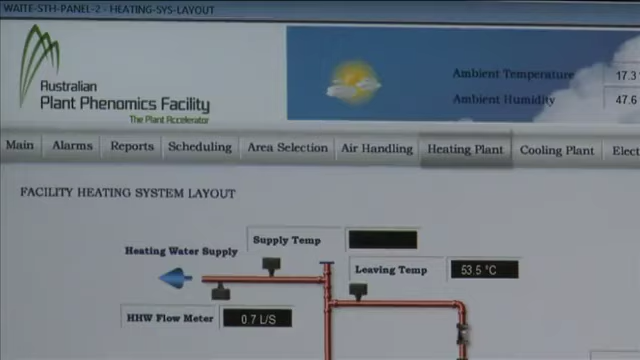 WAITE-STH-PANEL-2 - HEATING-SYS-LAYOUT
Australian
Plant Phenomics Facility
The Plant Accelerator
Ambient Temperature 17.3
Ambient Humidity 47.6
Main Alarms Reports Scheduling Area Selection Air Handling Heating Plant Cooling Plant Elect
FACILITY HEATING SYSTEM LAYOUT
Supply Temp
Heating Water Supply
Leaving Temp 53.5 °C
HHW Flow Meter 0.7 L/S